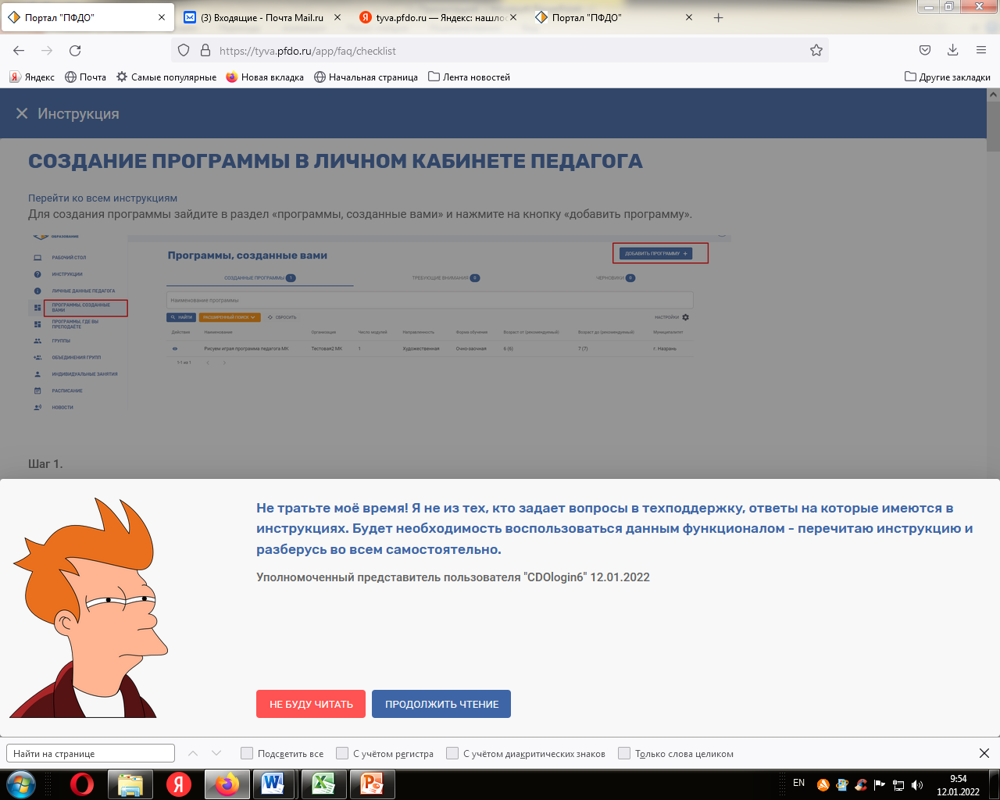 Портал "ПФДО"
(3) Входящие - Почта Mail.ru
tyva.pfdo.ru — Яндекс: нашлос
Портал "ПФДО"
https://tyva.pfdo.ru/app/faq/checklist
Яндекс
Почта
Самые популярные
Новая вкладка
Начальная страница
Лента новостей
Другие закладки
Инструкция
СОЗДАНИЕ ПРОГРАММЫ В ЛИЧНОМ КАБИНЕТЕ ПЕДАГОГА
Перейти ко всем инструкциям
Для создания программы зайдите в раздел «программы, созданные вами» и нажмите на кнопку «добавить программу».
ОБРАЗОВАНИЕ
РАБОЧИЙ СТОЛ
ИНСТРУКЦИИ
ЛИЧНЫЕ ДАННЫЕ ПЕДАГОГА
ПРОГРАММЫ, СОЗДАННЫЕ
ВАМИ
ПРОГРАММЫ, ГДЕ ВЫ
ПРЕПОДАЁТЕ
ГРУППЫ
ОБЪЕДИНЕНИЯ ГРУПП
ИНДИВИДУАЛЬНЫЕ ЗАНЯТИЯ
РАСПИСАНИЕ
НОВОСТИ
Программы, созданные вами
ДОБАВИТЬ ПРОГРАММУ +
СОЗДАННЫЕ ПРОГРАММЫ 1
ТРЕБУЮЩИЕ ВНИМАНИЯ 0
ЧЕРНОВИКИ 0
Наименование программы
НАЙТИ
РАСШИРЕННЫЙ ПОИСК
СБРОСИТЬ
НАСТРОЙКИ
Действия Наименование Организация Число модулей Направленность Форма обучения Возраст от (рекомендуемый) Возраст до (рекомендуемый) Муниципалитет
Рисуем играя программа педагога МК Тестовая2 МК 1 Художественная Очно-заочная 6 (6) 7 (7) г. Назрань
1-1 из 1
Шаг 1.
Не тратьте моё время! Я не из тех, кто задает вопросы в техподдержку, ответы на которые имеются в
инструкциях. Будет необходимость воспользоваться данным функционалом - перечитаю инструкцию и
разберусь во всем самостоятельно.
Уполномоченный представитель пользователя "CDOlogin6" 12.01.2022
НЕ БУДУ ЧИТАТЬ
ПРОДОЛЖИТЬ ЧТЕНИЕ
Найти на странице
Подсветить все
С учётом регистра
С учётом диакритических знаков
Только слова целиком
EN
9:54
12.01.2022